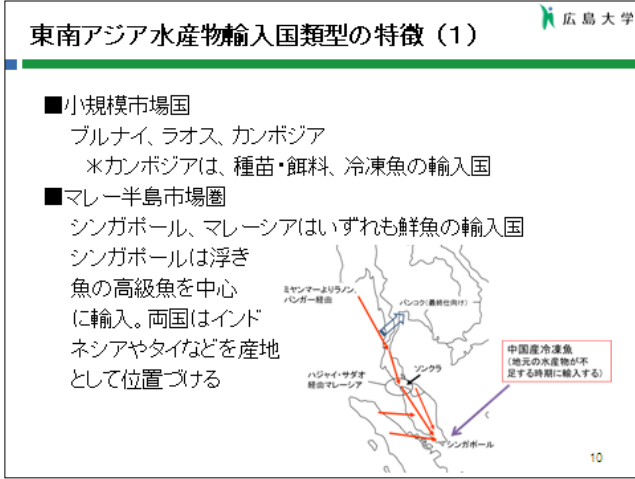 広島大学
東南アジア水産物輸入国類型の特徴（1）
■小規模市場国
ブルナイ、ラオス、カンボジア
＊カンボジアは、種苗・餌料、冷凍魚の輸入国
■マレー半島市場圏
シンガポール、マレーシアはいずれも鮮魚の輸入国
シンガポールは浮き
魚の高級魚を中心
に輸入。両国はインド
ネシアやタイなどを産地
として位置づける
ミヤンマーよりラノン、
パンガー経由
バンコク（最終仕向け）
ハジャイ・サダオ
経由マレーシア
ソンクラ
中国産冷凍魚
（地元の水産物が不
足する時期に輸入する）
シンガポール
10